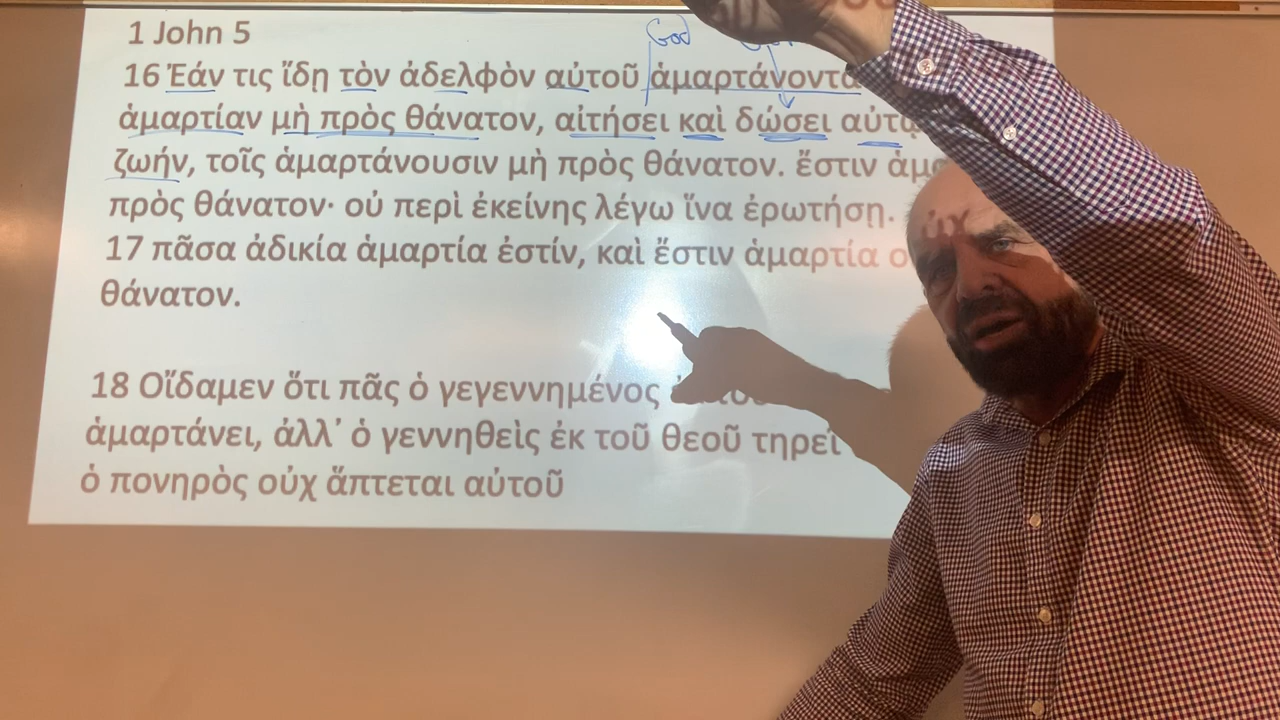 God
1 John 5
16 Ἐάν τις ἴδῃ τὸν ἀδελφὸν αὐτοῦ
ἁμαρτίαν μὴ πρὸς θάνατον, αἰτήσει καὶ δώσει
ζωήν, τοῖς ἁμαρτάνουσιν μὴ πρὸς θάνατον. ἔστιν
πρὸς θάνατον· οὐ περὶ ἐκείνης λέγω ἵνα ἐρωτήσῃ.
17 πᾶσα ἀδικία ἁμαρτία ἐστίν, καὶ ἔστιν ἁμαρτία
θάνατον.
18 Οἴδαμεν ὅτι πᾶς ὁ γεγεννημένος
ἁμαρτάνει, ἀλλ᾽ ὁ γεννηθεὶς ἐκ τοῦ θεοῦ τηρεῖ
ὁ πονηρὸς οὐχ ἅπτεται αὐτοῦ